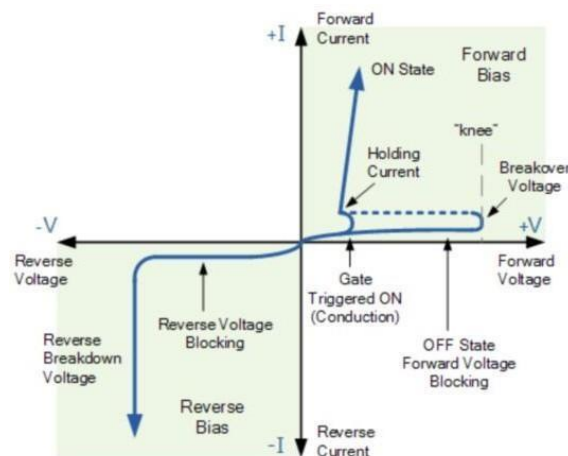 +I
Forward
Current
ON State
Forward
Bias
"knee"
Holding
Current
Breakover
Voltage
-V
+V
Reverse
Voltage
Forward
Voltage
Gate
Triggered ON
(Conduction)
Reverse Voltage
Blocking
OFF State
Forward Voltage
Blocking
Reverse
Breakdown
Voltage
Reverse
Bias
-I
Reverse
Current